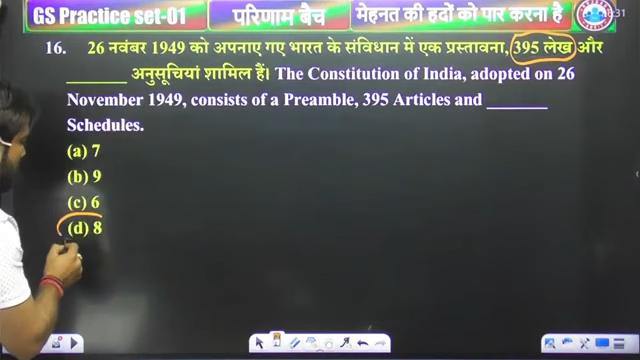 GS Practice set-01 परिणाम बैच मेहनत की हदों को पार करना है
16. 26 नवंबर 1949 को अपनाए गए भारत के संविधान में एक प्रस्तावना, 395 लेख और
_______ अनुसूचियां शामिल हैं। The Constitution of India, adopted on 26
November 1949, consists of a Preamble, 395 Articles and _______
Schedules.
(a) 7
(b) 9
(c) 6
(d) 8